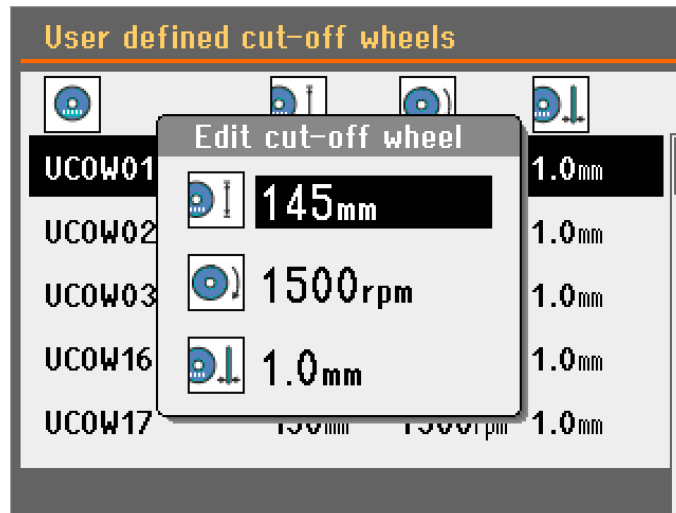 User defined cut-off wheels
Edit cut-off wheel
UCOW01 1.0mm
145mm
UCOW02 1.0mm
1500rpm
UCOW03 1.0mm
UCOW16 1.0mm
1.0mm
UCOW17 1.0mm